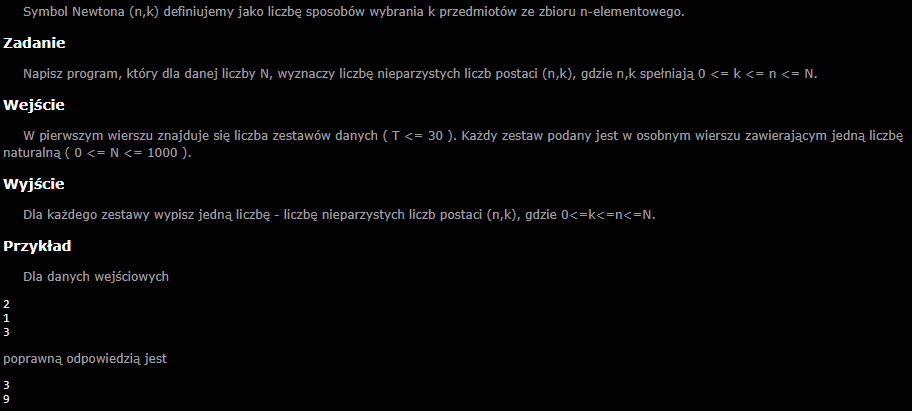 Symbol Newtona (n,k) definiujemy jako liczbę sposobów wybrania k przedmiotów ze zbioru n-elementowego.
Zadanie
Napisz program, który dla danej liczby N, wyznaczy liczbę nieparzystych liczb postaci (n,k), gdzie n,k spełniają 0 <= k <= n <= N.
Wejście
W pierwszym wierszu znajduje się liczba zestawów danych ( T <= 30 ). Każdy zestaw podany jest w osobnym wierszu zawierającym jedną liczbę
naturalną ( 0 <= N <= 1000 ).
Wyjście
Dla każdego zestawy wypisz jedną liczbę - liczbę nieparzystych liczb postaci (n,k), gdzie 0<=k<=n<=N.
Przykład
Dla danych wejściowych
2
1
3
poprawną odpowiedzią jest
3
9